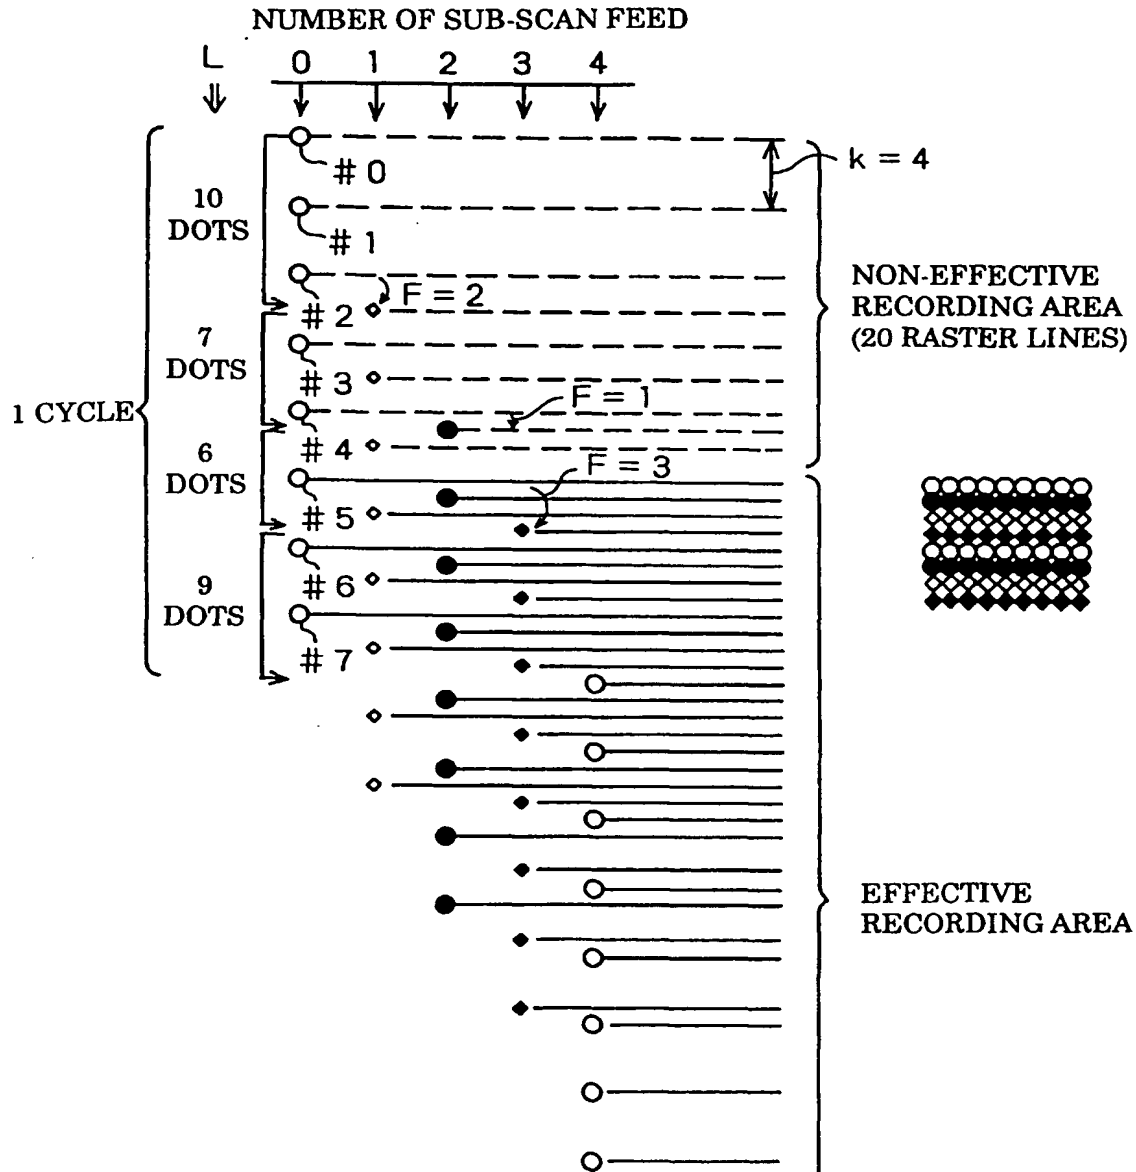 NUMBER OF SUB-SCAN FEED
L 0 1 2 3 4
# 0
k = 4
10
DOTS
# 1
NON-EFFECTIVE
RECORDING AREA
(20 RASTER LINES)
F = 2
# 2
7
DOTS
# 3
F = 1
1 CYCLE
# 4
6
DOTS
F = 3
# 5
# 6
9
DOTS
# 7
EFFECTIVE
RECORDING AREA